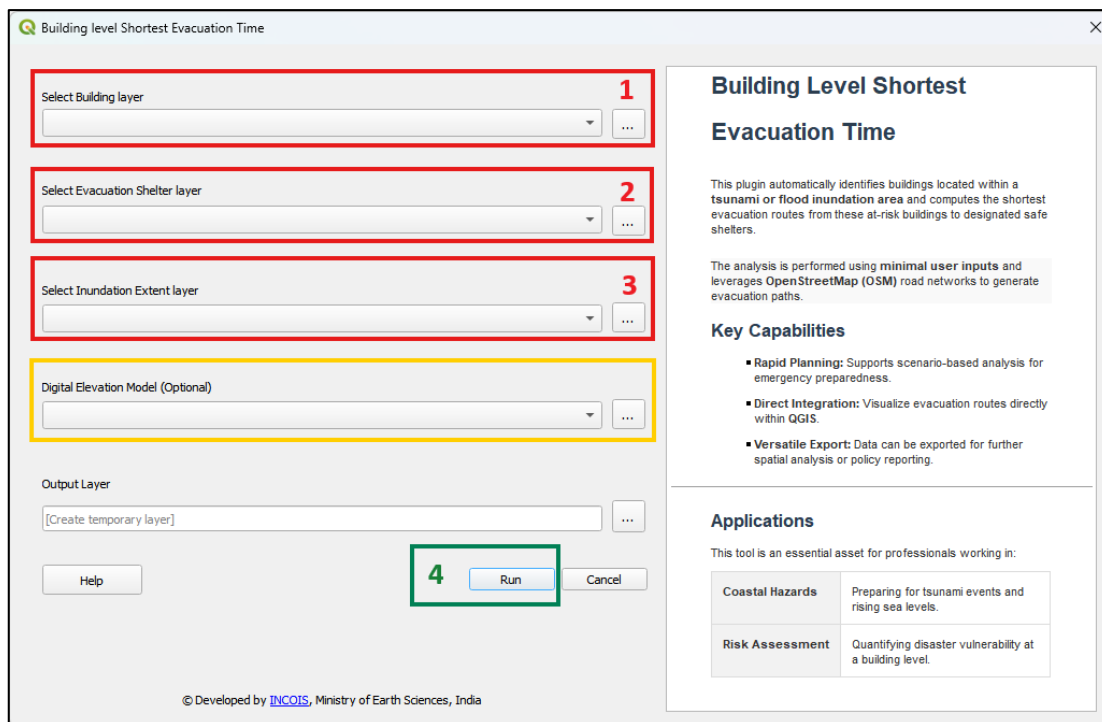 Building level Shortest Evacuation Time
Select Building layer
1
...
Select Evacuation Shelter layer
2
...
Select Inundation Extent layer
3
...
Digital Elevation Model (Optional)
...
Output Layer
[Create temporary layer]
...
Help
4
Run
Cancel
© Developed by INCOIS, Ministry of Earth Sciences, India
Building Level Shortest
Evacuation Time
This plugin automatically identifies buildings located within a
tsunami or flood inundation area and computes the shortest
evacuation routes from these at-risk buildings to designated safe
shelters.
The analysis is performed using minimal user inputs and
leverages OpenStreetMap (OSM) road networks to generate
evacuation paths.
Key Capabilities
▪ Rapid Planning: Supports scenario-based analysis for
emergency preparedness.
▪ Direct Integration: Visualize evacuation routes directly
within QGIS.
▪ Versatile Export: Data can be exported for further
spatial analysis or policy reporting.
Applications
This tool is an essential asset for professionals working in:
Coastal Hazards
Preparing for tsunami events and
rising sea levels.
Risk Assessment
Quantifying disaster vulnerability at
a building level.